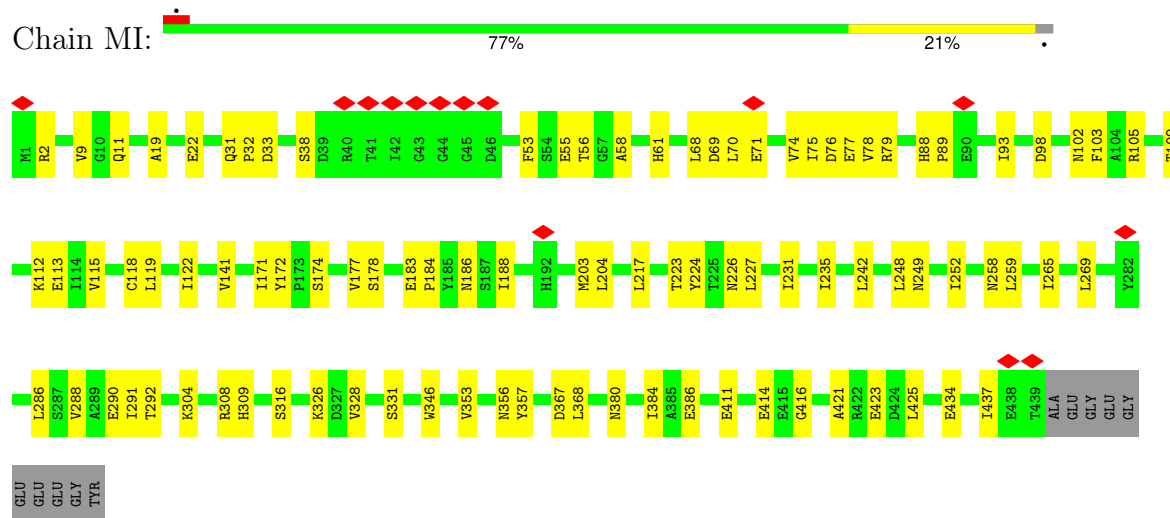 Chain MI:
77% 21%
M1 R2 V9 G10 Q11 A19 E22 Q31 P32 D33 S38 D39 R40 T41 I42 G43 G44 G45 D46 F53 S54 E55 T56 G57 A58 H61 L68 D69 L70 E71 V74 I75 D76 E77 V78 R79 H88 P89 E90 I93 D98 N102 F103 A104 R105
K112 E113 I114 V115 C118 L119 I122 V141 I171 Y172 P173 S174 V177 S178 E183 P184 Y185 N186 S187 I188 H192 M203 L204 L217 T223 Y224 T225 N226 L227 I231 I235 L242 L248 N249 I252 N258 L259 I265 L269 Y282
L286 S287 V288 A289 E290 I291 T292 K304 R308 H309 S316 K326 D327 V328 S331 W346 V353 N356 Y357 D367 L368 N380 I384 A385 E386 E411 E414 E415 G416 A421 R422 E423 D424 L425 E434 I437 E438 T439 ALA GLU GLY GLU GLY
GLU GLU GLU GLY TYR